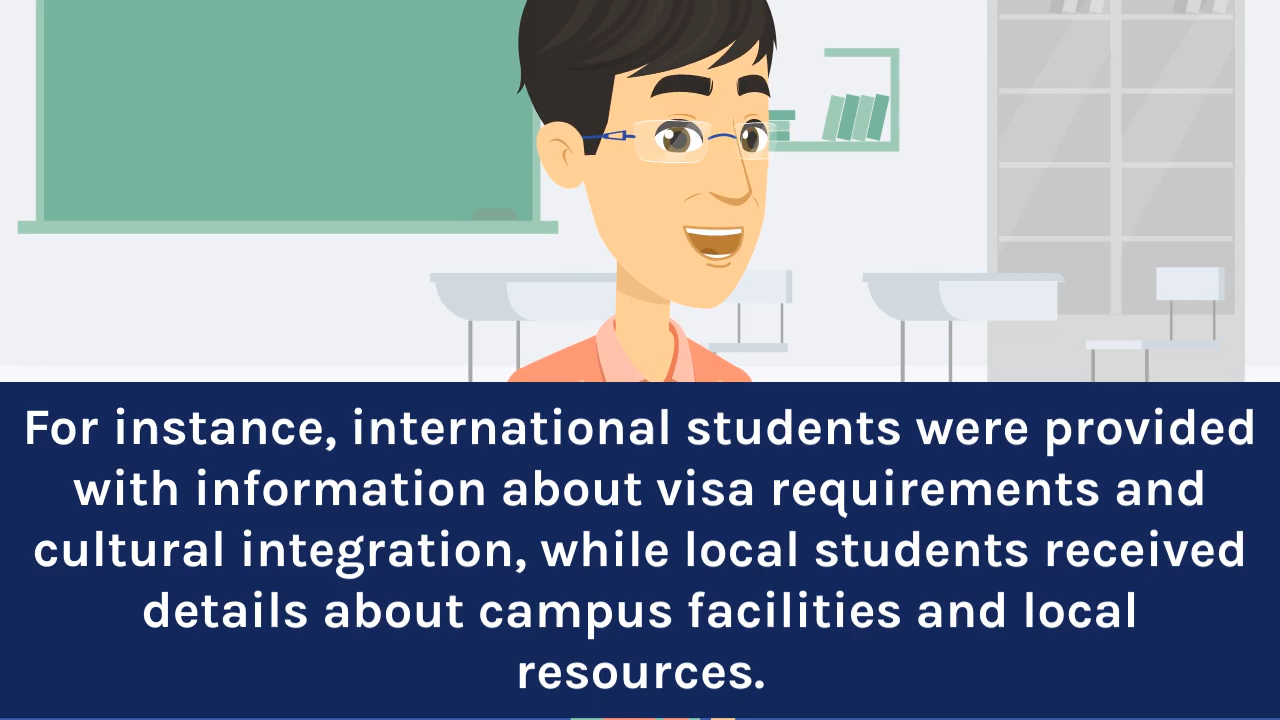 For instance, international students were provided
with information about visa requirements and
cultural integration, while local students received
details about campus facilities and local
resources.